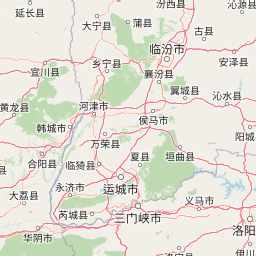 延长县
大宁县
蒲县
汾西县
古县
沁源县
临汾市
安泽县
宜川县
乡宁县
襄汾县
翼城县
沁水县
黄龙县
河津市
侯马市
韩城市
万荣县
阳城县
合阳县
临猗县
夏县
垣曲县
大荔县
永济市
运城市
芮城县
三门峡市
义马市
华阴市
洛阳
伊川